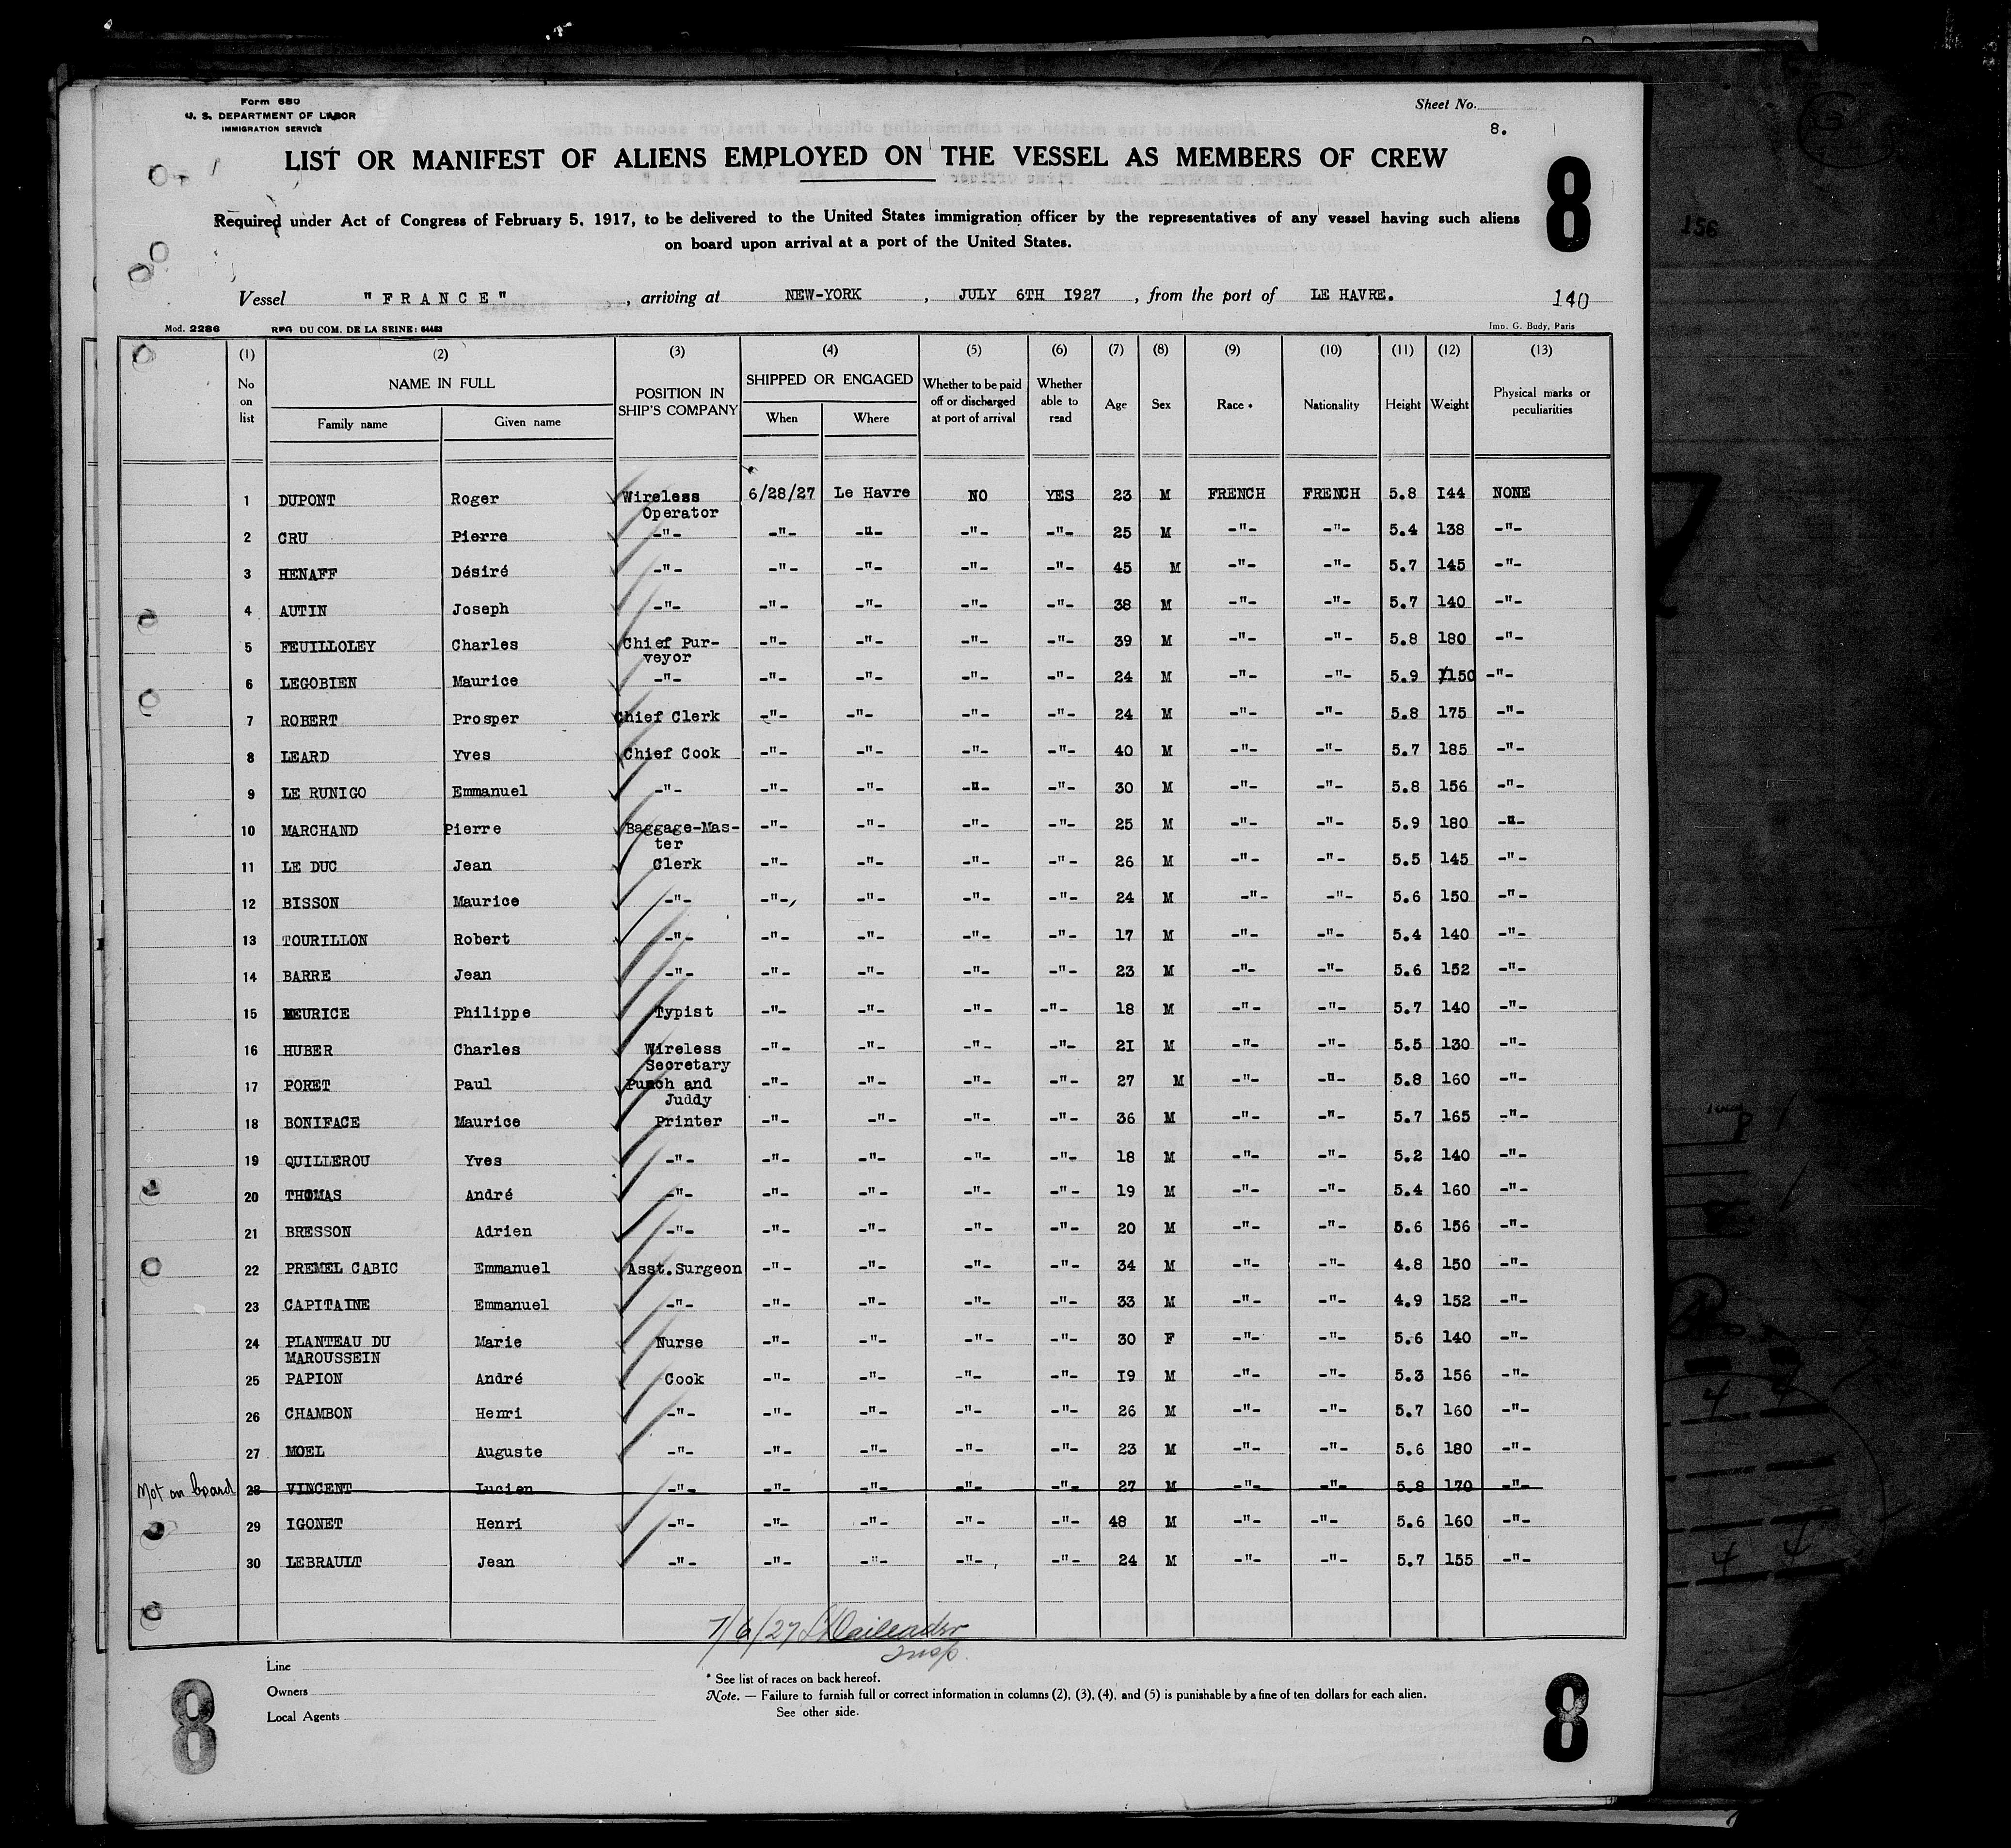 Form 680
U. S. DEPARTMENT OF LABOR
IMMIGRATION SERVICE
Sheet No.
8.
LIST OR MANIFEST OF ALIENS EMPLOYED ON THE VESSEL AS MEMBERS OF CREW
8
Required under Act of Congress of February 5, 1917, to be delivered to the United States immigration officer by the representatives of any vessel having such aliens
on board upon arrival at a port of the United States.
156
Vessel "FRANCE", arriving at NEW-YORK, JULY 6TH 1927, from the port of LE HAVRE. 140
Mod. 2286 REG DU COM. DE LA SEINE: 64483 Imp. G. Budy, Paris
(1) (2) (3) (4) (5) (6) (7) (8) (9) (10) (11) (12) (13)
No on list NAME IN FULL Family name Given name POSITION IN SHIP'S COMPANY SHIPPED OR ENGAGED When Where Whether to be paid off or discharged at port of arrival Whether able to read Age Sex Race * Nationality Height Weight Physical marks or peculiarities
1 DUPONT Roger Wireless Operator 6/28/27 Le Havre NO YES 23 M FRENCH FRENCH 5.8 144 NONE
2 CRU Pierre -"- -"- -"- -"- -"- 25 M -"- -"- 5.4 138 -"-
3 HENAFF Désiré -"- -"- -"- -"- -"- 45 M -"- -"- 5.7 145 -"-
4 AUTIN Joseph -"- -"- -"- -"- -"- 38 M -"- -"- 5.7 140 -"-
5 FEUILLOLEY Charles Chief Pur-veyor -"- -"- -"- -"- 39 M -"- -"- 5.8 180 -"-
6 LEGOBIEN Maurice -"- -"- -"- -"- -"- 24 M -"- -"- 5.9 150 -"-
7 ROBERT Prosper Chief Clerk -"- -"- -"- -"- 24 M -"- -"- 5.8 175 -"-
8 LEARD Yves Chief Cook -"- -"- -"- -"- 40 M -"- -"- 5.7 185 -"-
9 LE RUNIGO Emmanuel -"- -"- -"- -"- -"- 30 M -"- -"- 5.8 156 -"-
10 MARCHAND Pierre Baggage-Mas-ter -"- -"- -"- -"- 25 M -"- -"- 5.9 180 -"-
11 LE DUC Jean Clerk -"- -"- -"- -"- 26 M -"- -"- 5.5 145 -"-
12 BISSON Maurice -"- -"- -"- -"- -"- 24 M -"- -"- 5.6 150 -"-
13 TOURILLON Robert -"- -"- -"- -"- -"- 17 M -"- -"- 5.4 140 -"-
14 BARRE Jean -"- -"- -"- -"- -"- 23 M -"- -"- 5.6 152 -"-
15 MEURICE Philippe Typist -"- -"- -"- -"- 18 M -"- -"- 5.7 140 -"-
16 HUBER Charles Wireless Secretary -"- -"- -"- -"- 21 M -"- -"- 5.5 130 -"-
17 PORET Paul Punch and Juddy -"- -"- -"- -"- 27 M -"- -"- 5.8 160 -"-
18 BONIFACE Maurice Printer -"- -"- -"- -"- 36 M -"- -"- 5.7 165 -"-
19 QUILLEROU Yves -"- -"- -"- -"- -"- 18 M -"- -"- 5.2 140 -"-
20 THOMAS André -"- -"- -"- -"- -"- 19 M -"- -"- 5.4 160 -"-
21 BRESSON Adrien -"- -"- -"- -"- -"- 20 M -"- -"- 5.6 156 -"-
22 PREMEL CABIC Emmanuel Asst.Surgeon -"- -"- -"- -"- 34 M -"- -"- 4.8 150 -"-
23 CAPITAINE Emmanuel -"- -"- -"- -"- -"- 33 M -"- -"- 4.9 152 -"-
24 PLANTEAU DU MAROUSSEIN Marie Nurse -"- -"- -"- -"- 30 F -"- -"- 5.6 140 -"-
25 PAPION André Cook -"- -"- -"- -"- 19 M -"- -"- 5.3 156 -"-
26 CHAMBON Henri -"- -"- -"- -"- -"- 26 M -"- -"- 5.7 160 -"-
27 MOEL Auguste -"- -"- -"- -"- -"- 23 M -"- -"- 5.6 180 -"-
Not on board 28 VINCENT Lucien -"- -"- -"- -"- -"- 27 M -"- -"- 5.8 170 -"-
29 IGONET Henri -"- -"- -"- -"- -"- 48 M -"- -"- 5.6 160 -"-
30 LEBRAULT Jean -"- -"- -"- -"- -"- 24 M -"- -"- 5.7 155 -"-
7/6/27
Insp.
Line
Owners
Local Agents
* See list of races on back hereof.
Note. — Failure to furnish full or correct information in columns (2), (3), (4), and (5) is punishable by a fine of ten dollars for each alien.
See other side.
8
8